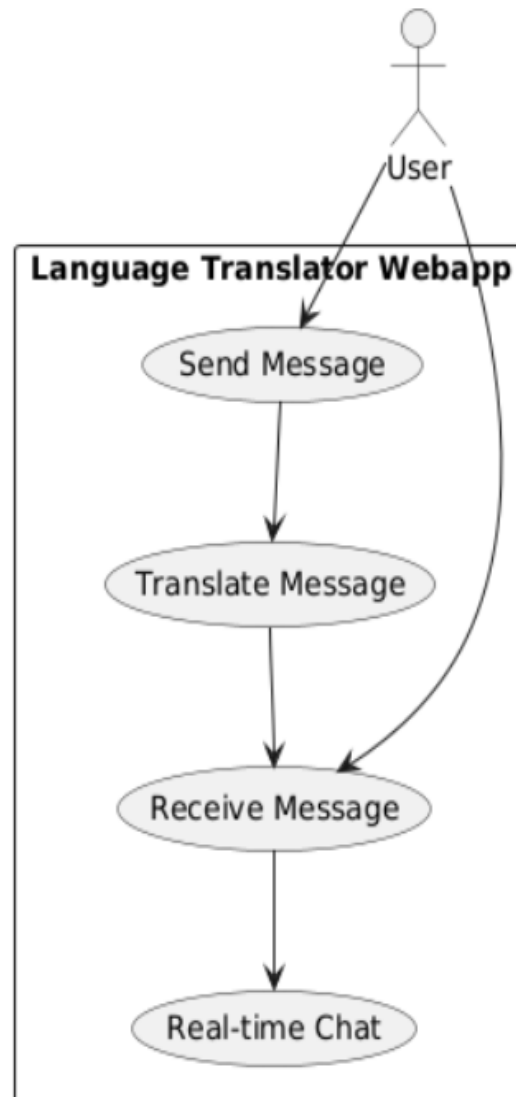 User
Language Translator Webapp
Send Message
Translate Message
Receive Message
Real-time Chat